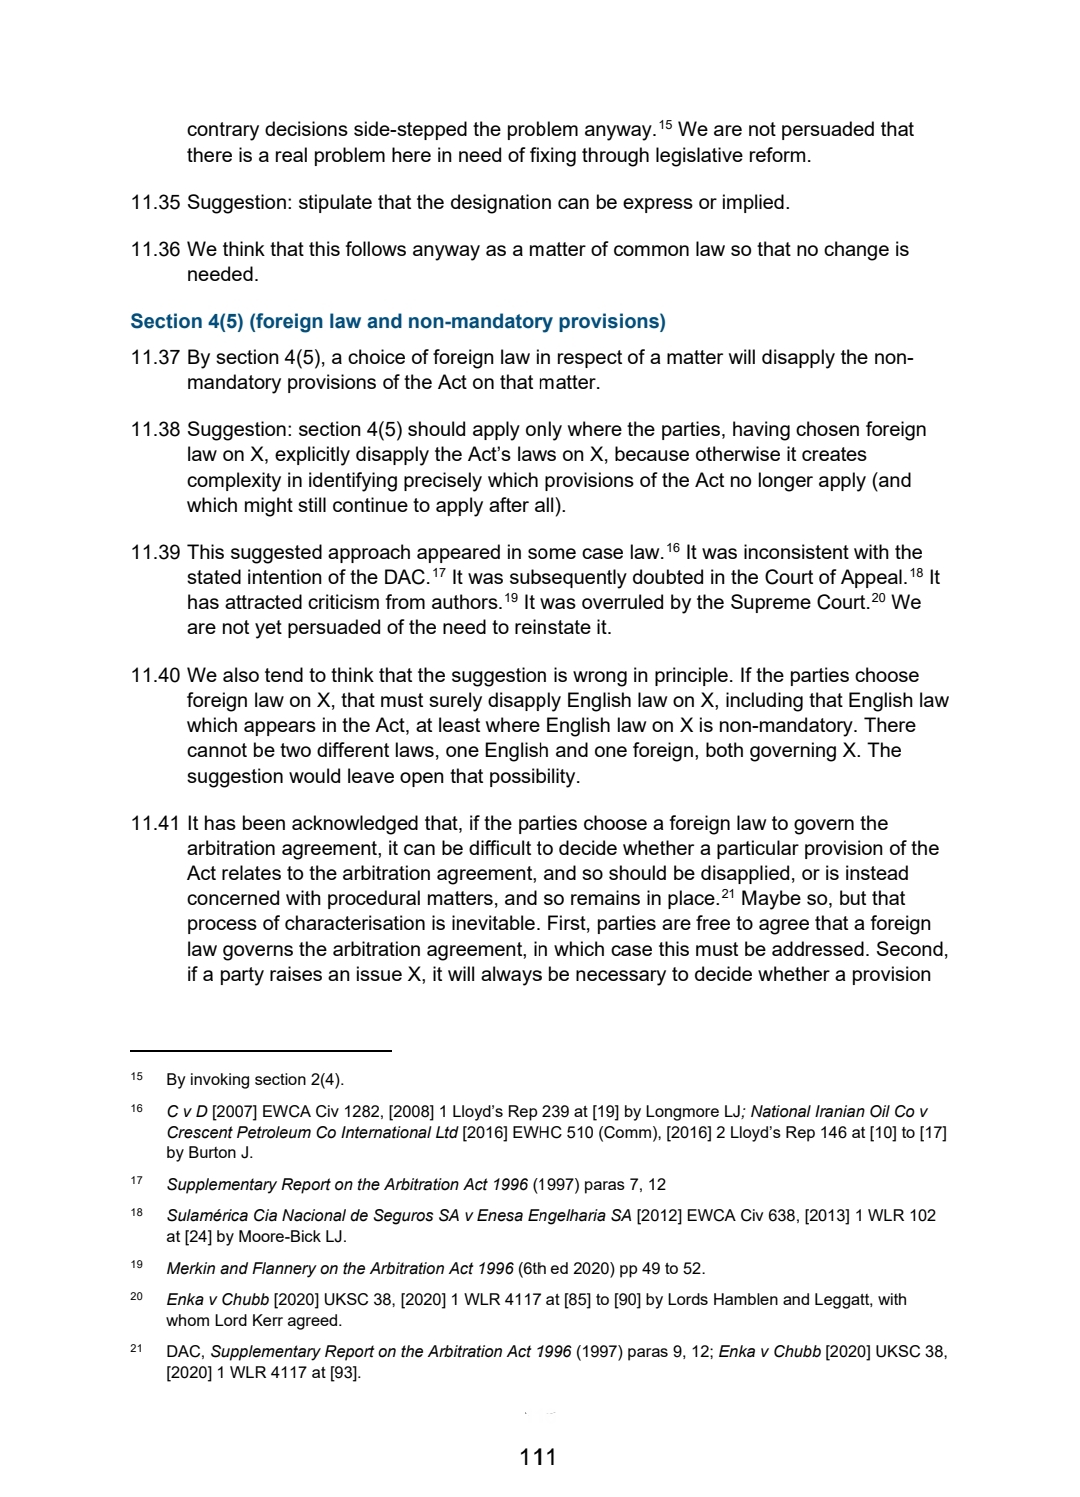 contrary decisions side-stepped the problem anyway.15 We are not persuaded that
there is a real problem here in need of fixing through legislative reform.
11.35 Suggestion: stipulate that the designation can be express or implied.
11.36 We think that this follows anyway as a matter of common law so that no change is
needed.
Section 4(5) (foreign law and non-mandatory provisions)
11.37 By section 4(5), a choice of foreign law in respect of a matter will disapply the non-
mandatory provisions of the Act on that matter.
11.38 Suggestion: section 4(5) should apply only where the parties, having chosen foreign
law on X, explicitly disapply the Act's laws on X, because otherwise it creates
complexity in identifying precisely which provisions of the Act no longer apply (and
which might still continue to apply after all).
11.39 This suggested approach appeared in some case law.16 It was inconsistent with the
stated intention of the DAC.17 It was subsequently doubted in the Court of Appeal.18 It
has attracted criticism from authors.19 It was overruled by the Supreme Court.20 We
are not yet persuaded of the need to reinstate it.
11.40 We also tend to think that the suggestion is wrong in principle. If the parties choose
foreign law on X, that must surely disapply English law on X, including that English law
which appears in the Act, at least where English law on X is non-mandatory. There
cannot be two different laws, one English and one foreign, both governing X. The
suggestion would leave open that possibility.
11.41 It has been acknowledged that, if the parties choose a foreign law to govern the
arbitration agreement, it can be difficult to decide whether a particular provision of the
Act relates to the arbitration agreement, and so should be disapplied, or is instead
concerned with procedural matters, and so remains in place.21 Maybe so, but that
process of characterisation is inevitable. First, parties are free to agree that a foreign
law governs the arbitration agreement, in which case this must be addressed. Second,
if a party raises an issue X, it will always be necessary to decide whether a provision
15 By invoking section 2(4).
16 C v D [2007] EWCA Civ 1282, [2008] 1 Lloyd's Rep 239 at [19] by Longmore LJ; National Iranian Oil Co v
Crescent Petroleum Co International Ltd [2016] EWHC 510 (Comm), [2016] 2 Lloyd's Rep 146 at [10] to [17]
by Burton J.
17 Supplementary Report on the Arbitration Act 1996 (1997) paras 7, 12
18 Sulamérica Cia Nacional de Seguros SA v Enesa Engelharia SA [2012] EWCA Civ 638, [2013] 1 WLR 102
at [24] by Moore-Bick LJ.
19 Merkin and Flannery on the Arbitration Act 1996 (6th ed 2020) pp 49 to 52.
20 Enka v Chubb [2020] UKSC 38, [2020] 1 WLR 4117 at [85] to [90] by Lords Hamblen and Leggatt, with
whom Lord Kerr agreed.
21 DAC, Supplementary Report on the Arbitration Act 1996 (1997) paras 9, 12; Enka v Chubb [2020] UKSC 38,
[2020] 1 WLR 4117 at [93].
111